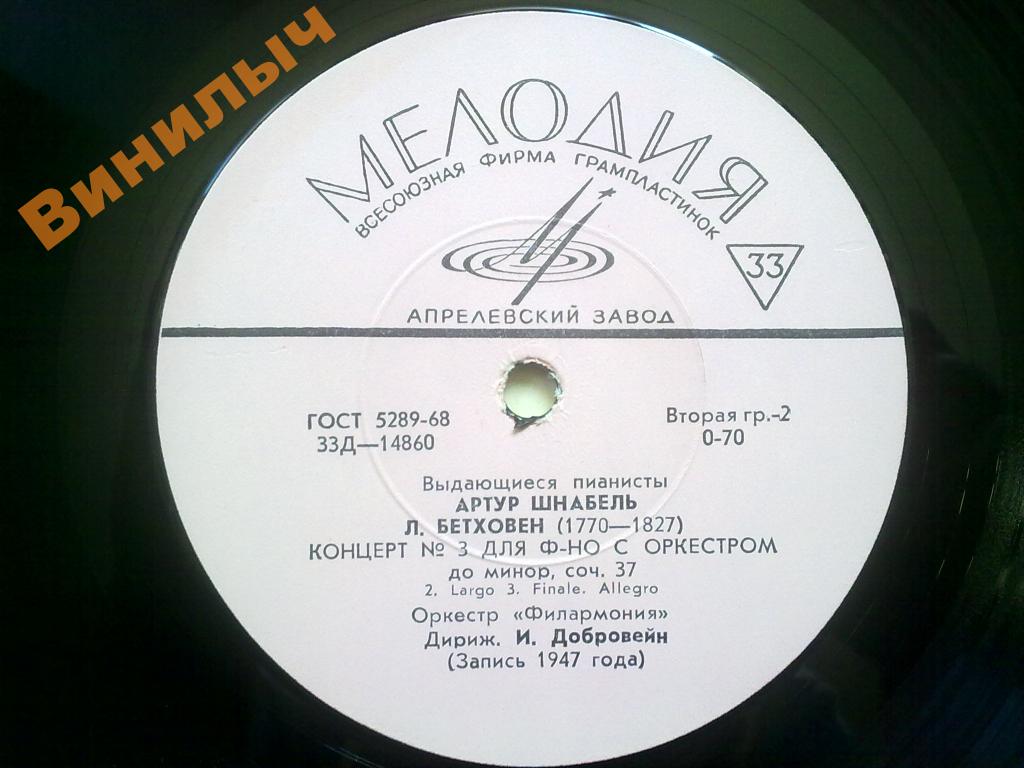 Винилыч
МЕЛОДИЯ
ВСЕСОЮЗНАЯ ФИРМА ГРАМПЛАСТИНОК
33
АПРЕЛЕВСКИЙ ЗАВОД
ГОСТ 5289-68
33Д—14860
Вторая гр.-2
0-70
Выдающиеся пианисты
АРТУР ШНАБЕЛЬ
Л. БЕТХОВЕН (1770—1827)
КОНЦЕРТ № 3 ДЛЯ Ф-НО С ОРКЕСТРОМ
до минор, соч. 37
2. Largo 3. Finale. Allegro
Оркестр «Филармония»
Дириж. И. Добровейн
(Запись 1947 года)